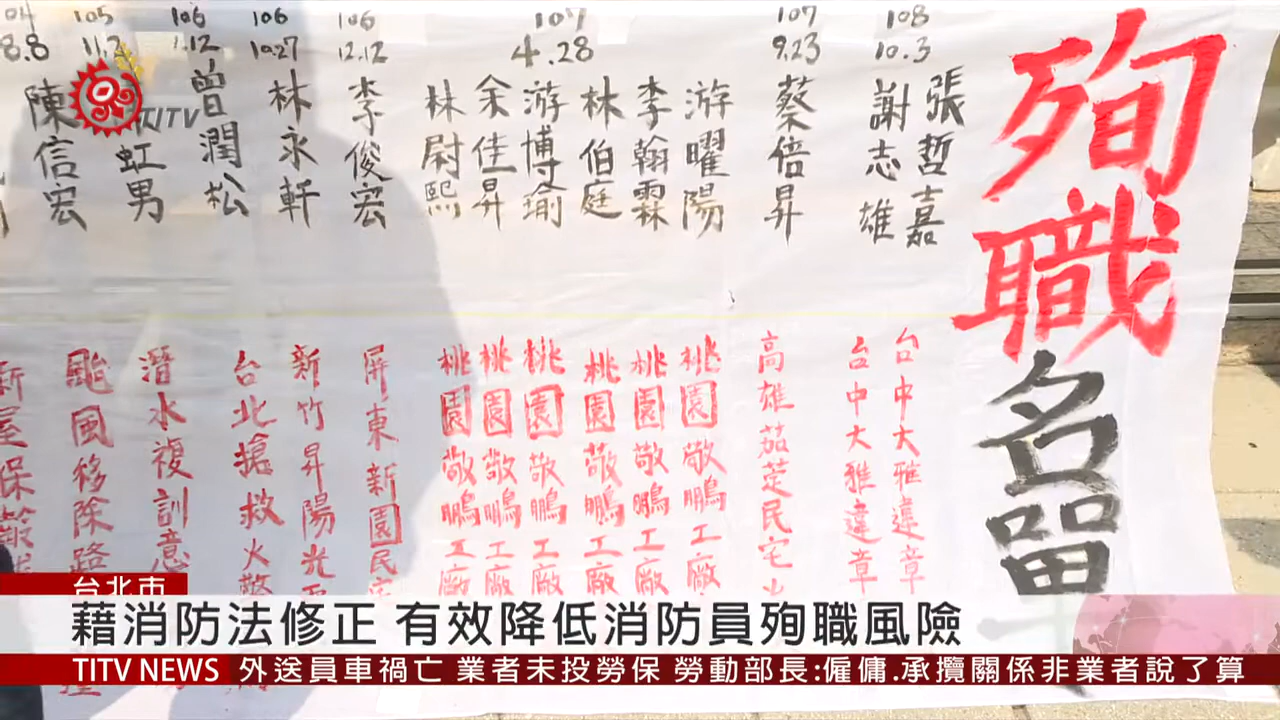 殉職名單
108
10.3
張哲嘉
謝志雄
台中大雅違章
台中大雅違章
107
9.23
蔡倍昇
高雄茄萣民宅火
107
4.28
游曜陽
李翰霖
林伯庭
游博瑜
余佳昇
林尉熙
桃園敬鵬工廠
桃園敬鵬工廠
桃園敬鵬工廠
桃園敬鵬工廠
桃園敬鵬工廠
桃園敬鵬工廠
106
12.12
李俊宏
屏東新園民宅
106
10.27
林永軒
新竹昇陽光
106
1.12
曾潤松
台北搶救火警
105
虹男
潛水複訓意
04
8.8
陳信宏
颱風移除路
新屋保齡球
TITV
台北市
藉消防法修正 有效降低消防員殉職風險
TITV NEWS 外送員車禍亡 業者未投勞保 勞動部長:僱傭.承攬關係非業者說了算